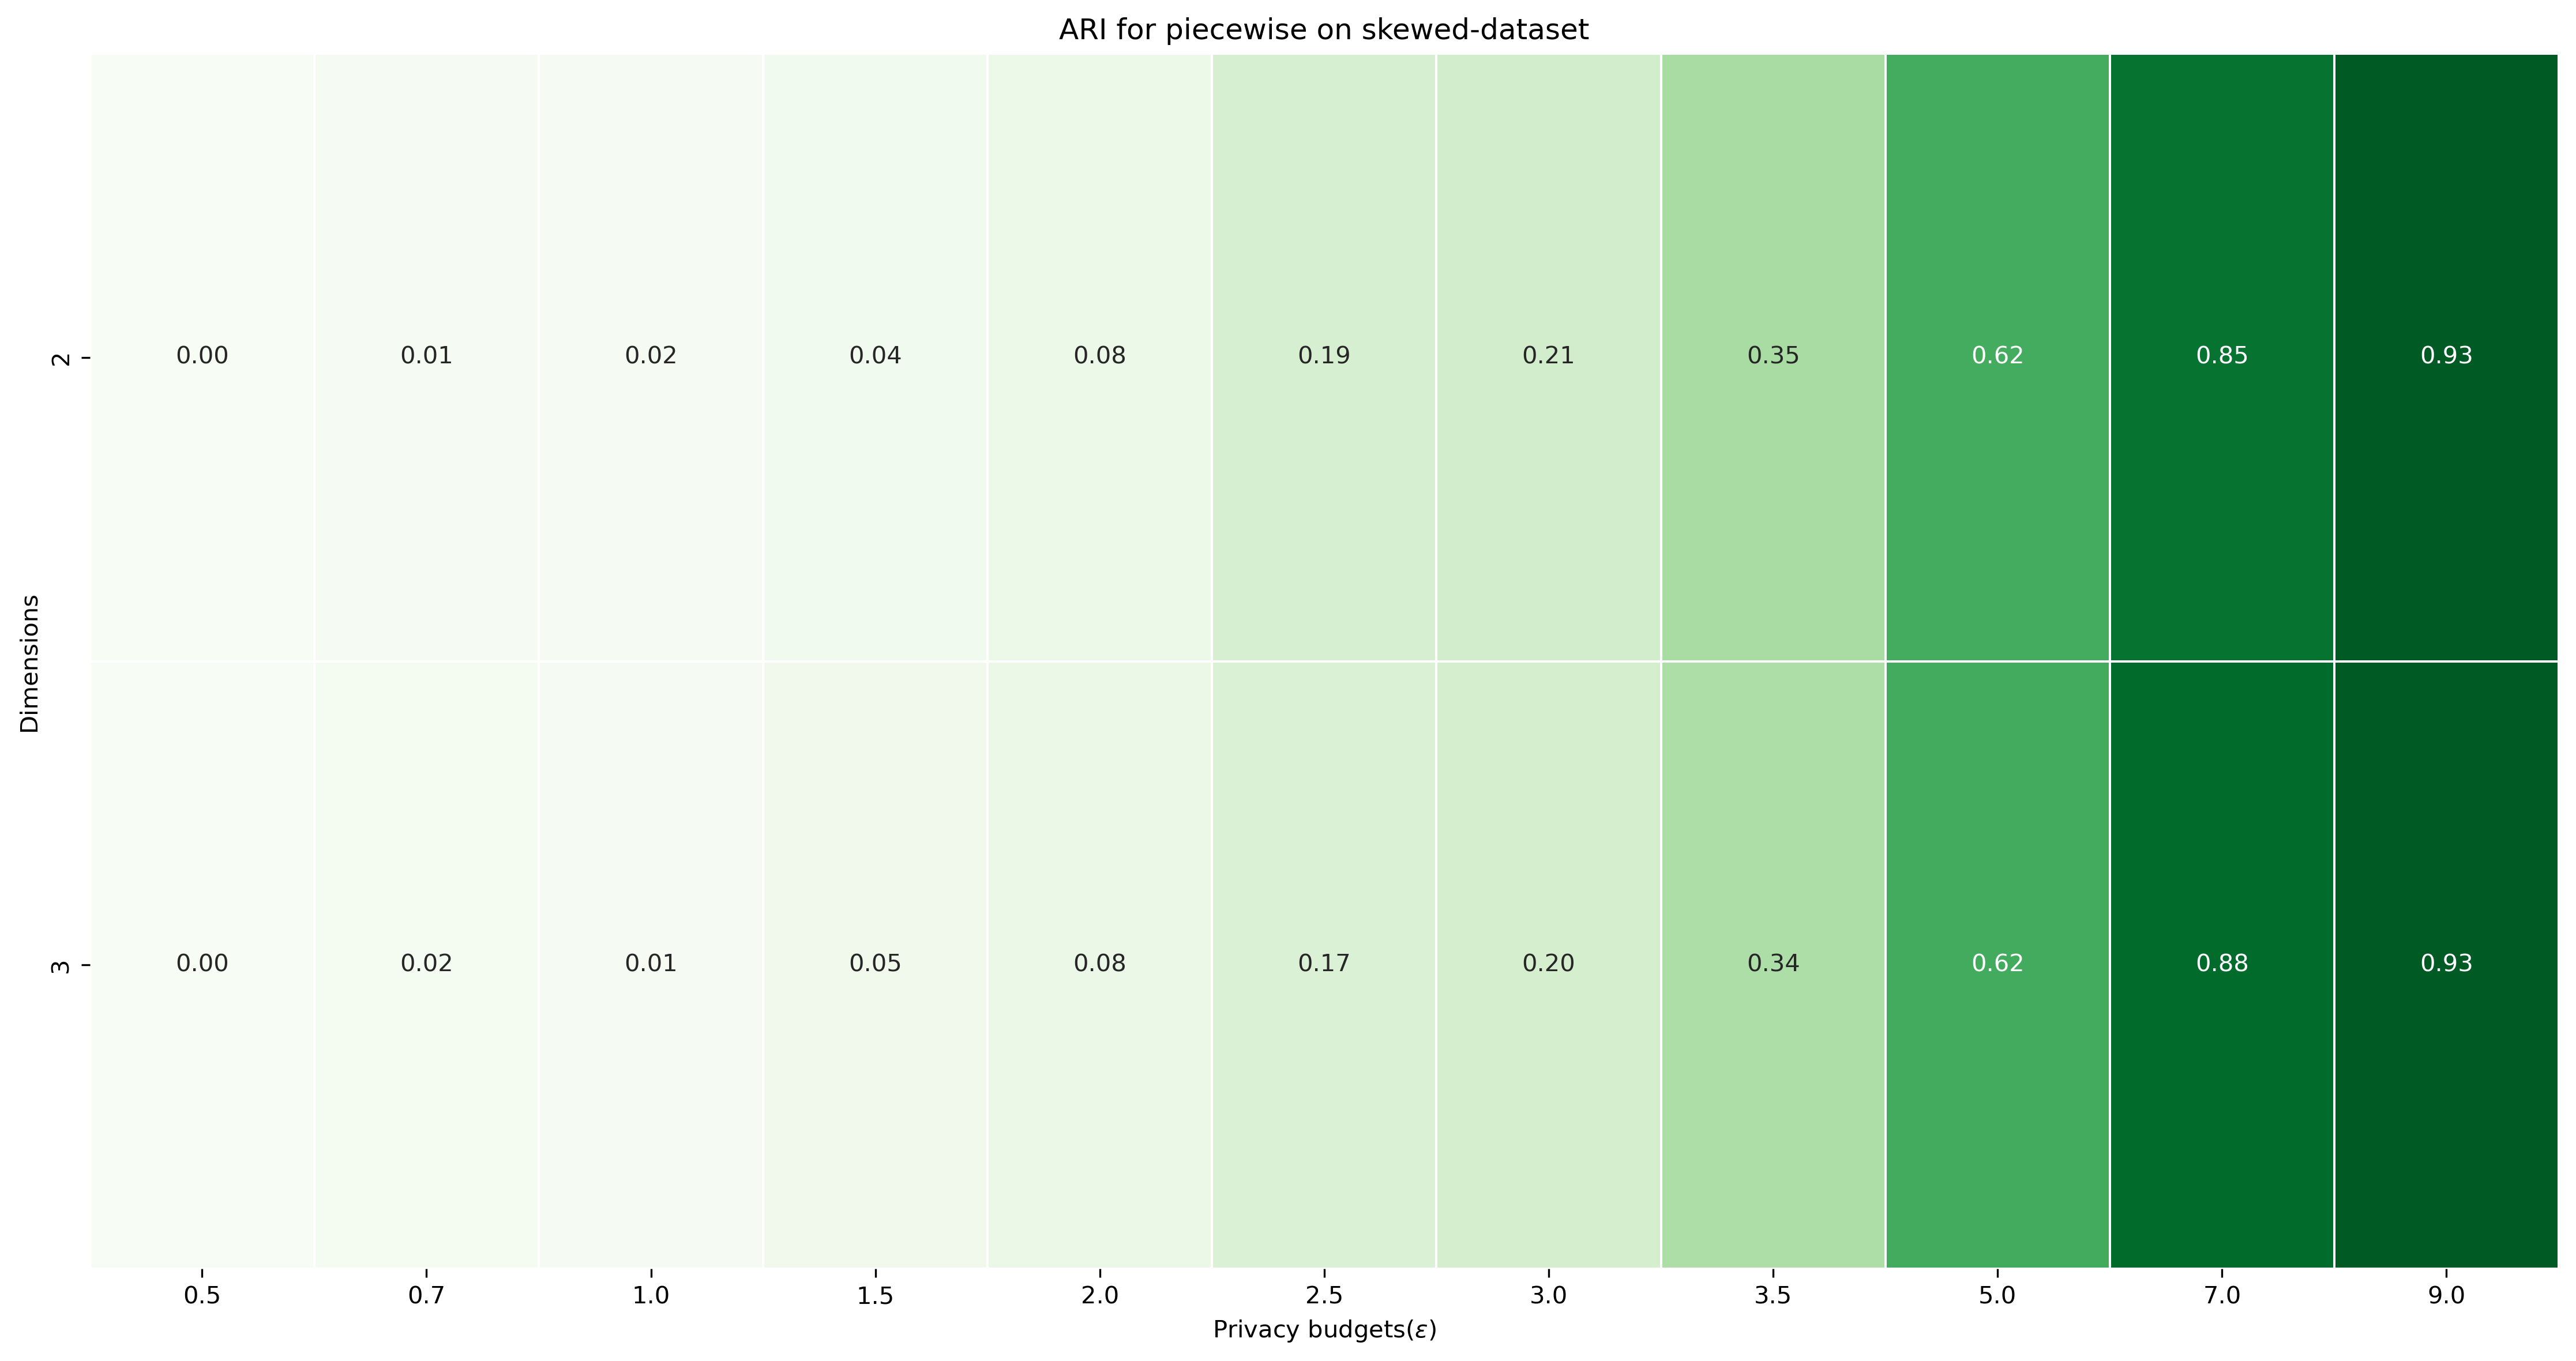 ARI for piecewise on skewed-dataset
2
0.00 0.01 0.02 0.04 0.08 0.19 0.21 0.35 0.62 0.85 0.93
Dimensions
3
0.00 0.02 0.01 0.05 0.08 0.17 0.20 0.34 0.62 0.88 0.93
0.5 0.7 1.0 1.5 2.0 2.5 3.0 3.5 5.0 7.0 9.0
Privacy budgets(ε)